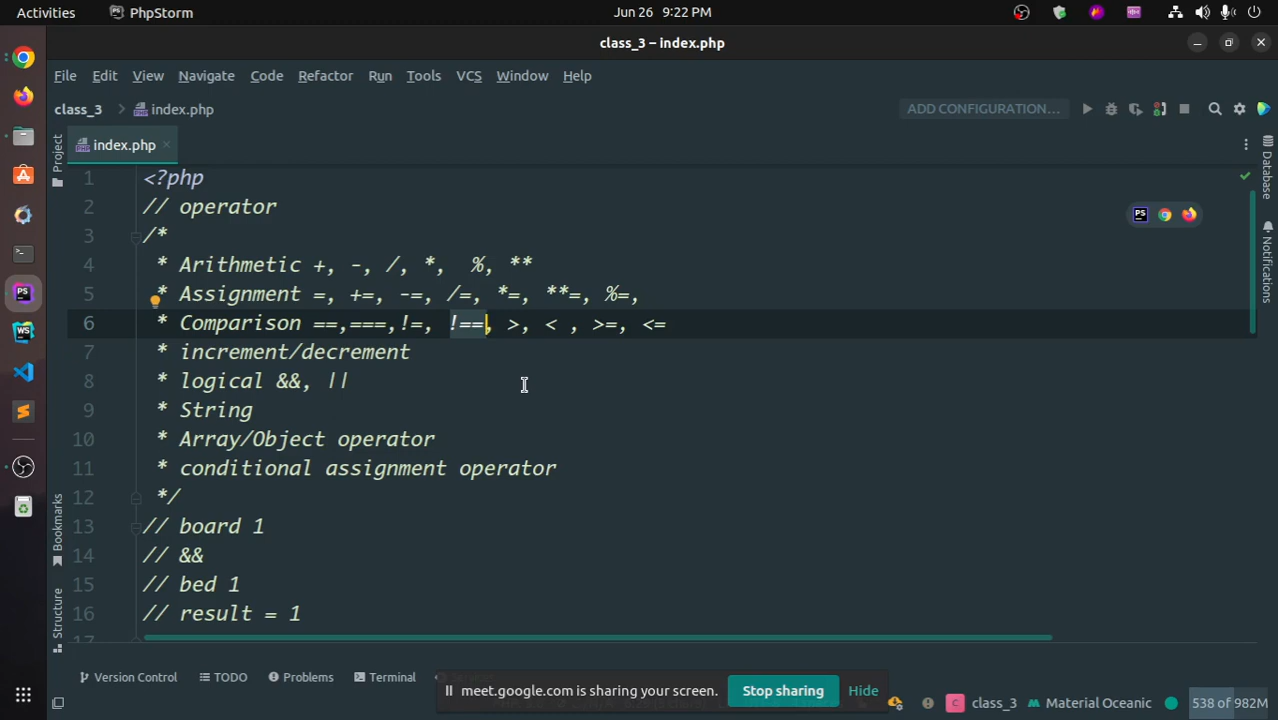 Activities PhpStorm Jun 26 9:22 PM
class_3 – index.php
File Edit View Navigate Code Refactor Run Tools VCS Window Help
class_3 index.php ADD CONFIGURATION...
index.php
Project
Bookmarks
Structure
1 <?php
2 // operator
3 /*
4 * Arithmetic +, -, /, *, %, **
5 * Assignment =, +=, -=, /=, *=, **=, %=,
6 * Comparison ==,===,!=, !==, >, < , >=, <=
7 * increment/decrement
8 * logical &&, ||
9 * String
10 * Array/Object operator
11 * conditional assignment operator
12 */
13 // board 1
14 // &&
15 // bed 1
16 // result = 1
17
Database
Notifications
Version Control TODO Problems Terminal
meet.google.com is sharing your screen. Stop sharing Hide
class_3 Material Oceanic 538 of 982M